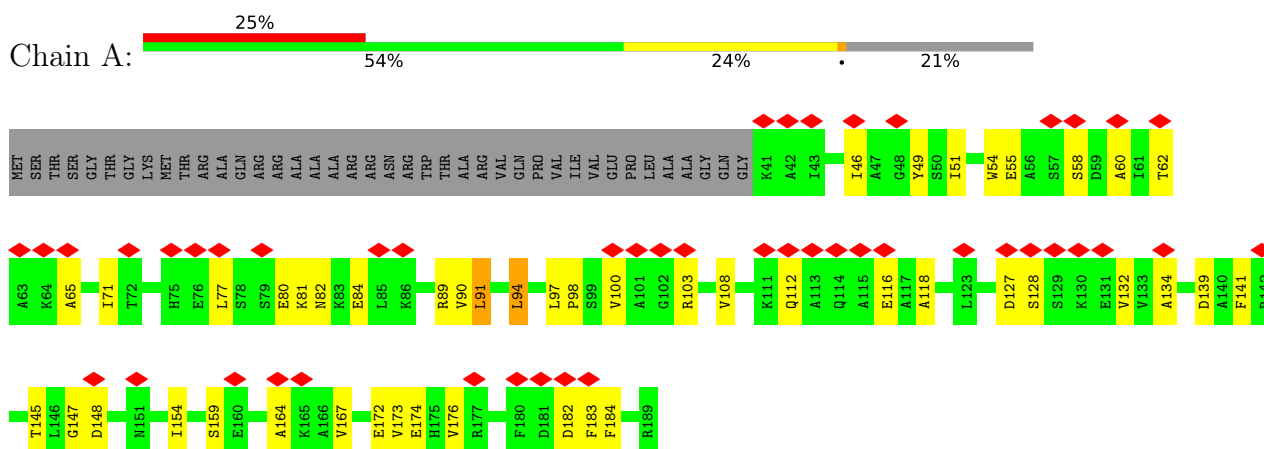 25%
Chain A:
54% 24% • 21%
MET SER THR SER GLY THR GLY LYS MET THR ARG ALA GLN ARG ARG ALA ALA ALA ARG ARG ASN ARG TRP THR ALA ARG VAL GLN PRO VAL ILE VAL GLU PRO LEU ALA ALA GLY GLN GLY K41 A42 I43 I46 A47 G48 Y49 S50 I51 W54 E55 A56 S57 S58 D59 A60 I61 T62
A63 K64 A65 I71 T72 H75 E76 L77 S78 S79 E80 K81 N82 K83 E84 L85 K86 R89 V90 L91 L94 L97 P98 S99 V100 A101 G102 R103 V108 K111 Q112 A113 Q114 A115 E116 A117 A118 L123 D127 S128 S129 K130 E131 V132 V133 A134 D139 A140 F141
T145 L146 G147 D148 N151 I154 S159 E160 A164 K165 A166 V167 E172 V173 E174 H175 V176 R177 F180 D181 D182 F183 F184 R189